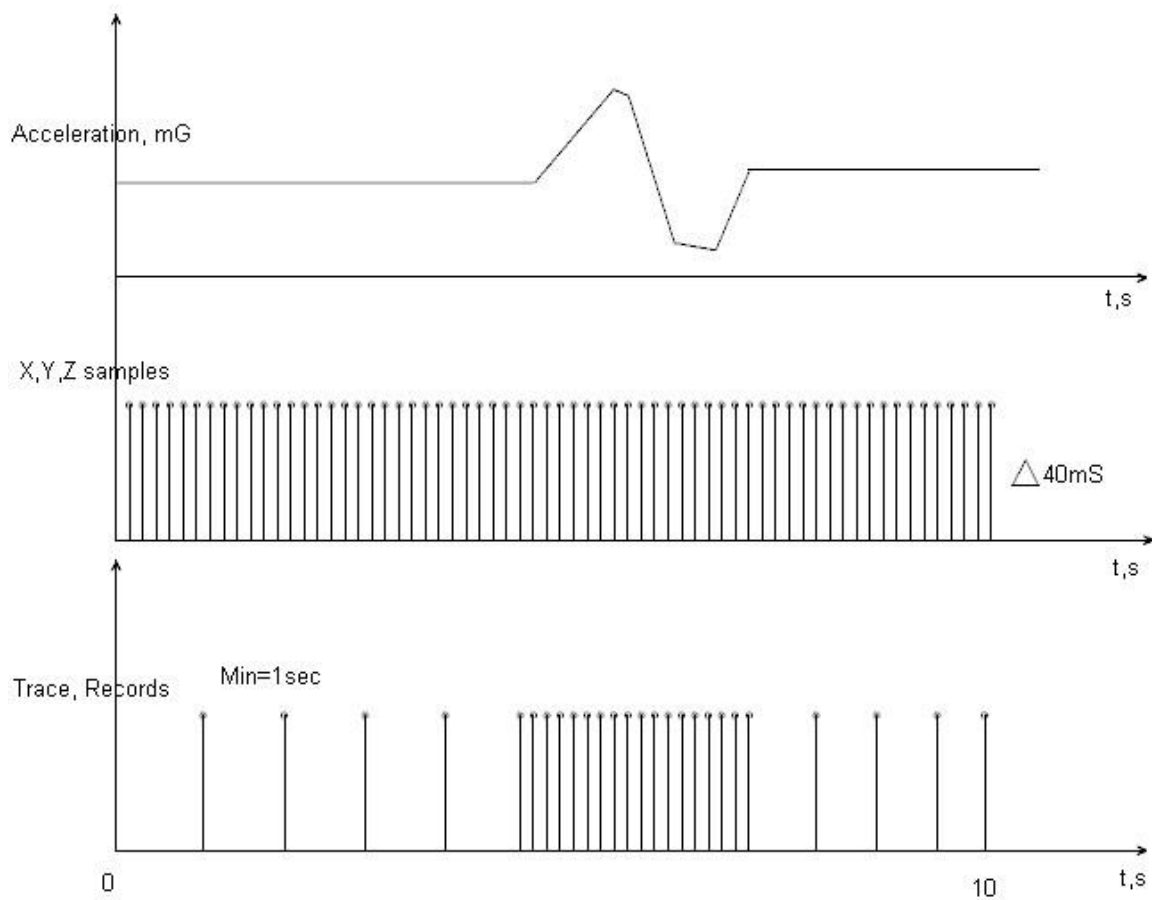 Acceleration, mG
t,s
X,Y,Z samples
△40mS
t,s
Min=1sec
Trace, Records
0
10
t,s